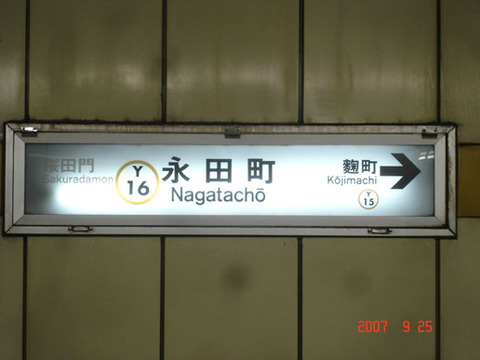 桜田門
Sakuradamon
Y
16
永田町
Nagatachō
麹町
Kōjimachi
Y
15
2007 9 25